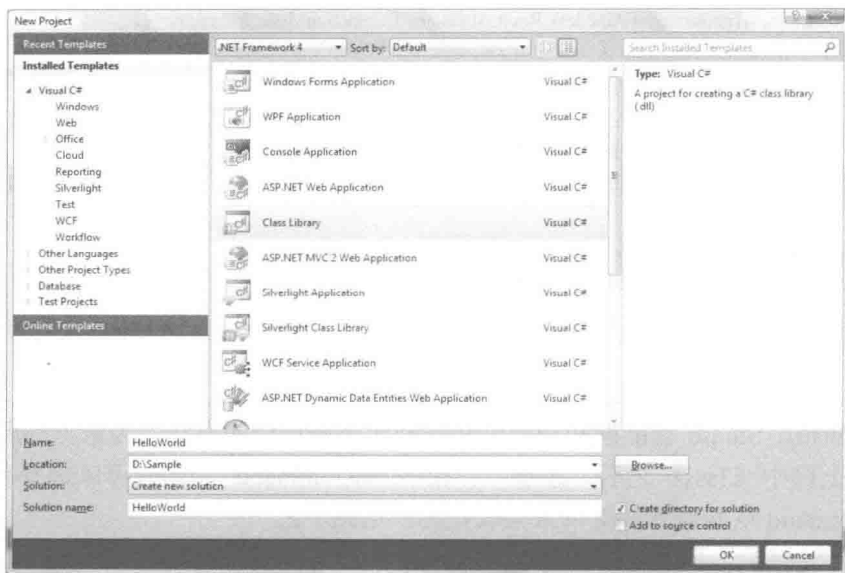 New Project
Recent Templates
Installed Templates
Visual C#
Windows
Web
Office
Cloud
Reporting
Silverlight
Test
WCF
Workflow
Other Languages
Other Project Types
Database
Test Projects
Online Templates
.NET Framework 4
Sort by: Default
Search Installed Templates
Windows Forms Application Visual C#
WPF Application Visual C#
Console Application Visual C#
ASP.NET Web Application Visual C#
Class Library Visual C#
ASP.NET MVC 2 Web Application Visual C#
Silverlight Application Visual C#
Silverlight Class Library Visual C#
WCF Service Application Visual C#
ASP.NET Dynamic Data Entities Web Application Visual C#
Type: Visual C#
A project for creating a C# class library
(.dll)
Name: HelloWorld
Location: D:\Sample
Browse...
Solution: Create new solution
Solution name: HelloWorld
Create directory for solution
Add to source control
OK Cancel